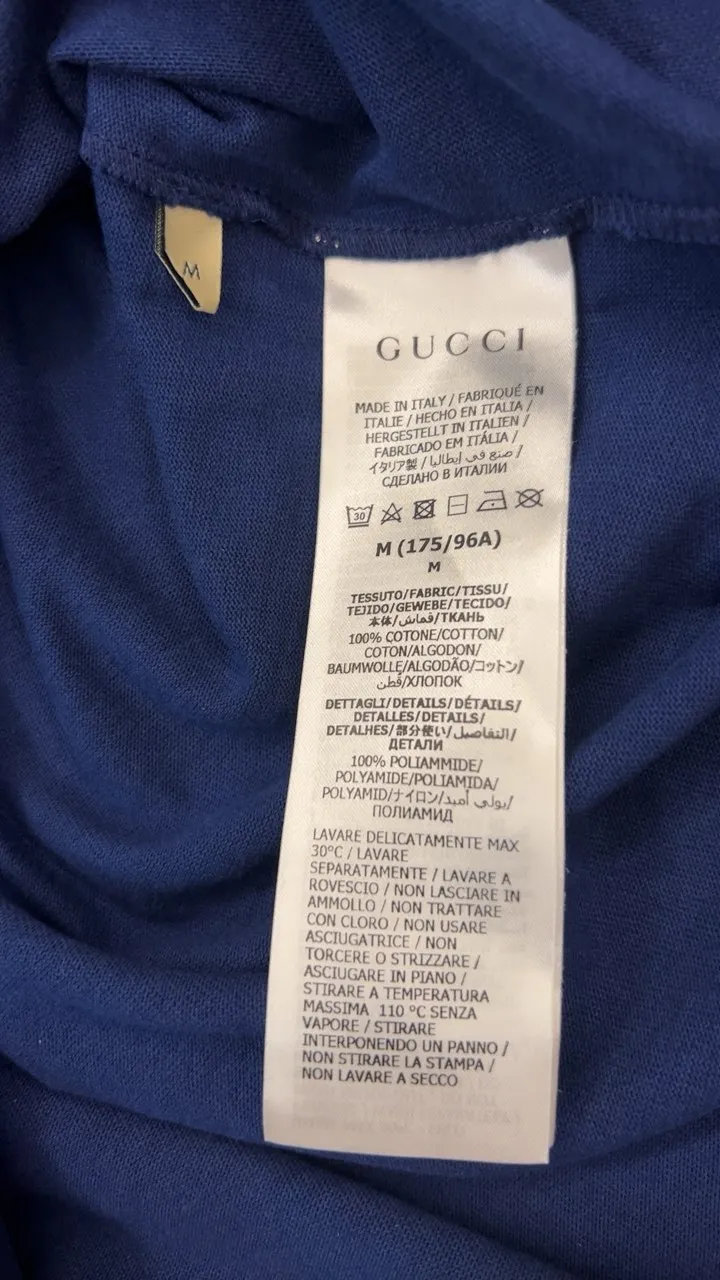 M
GUCCI
MADE IN ITALY / FABRIQUÉ EN
ITALIE / HECHO EN ITALIA /
HERGESTELLT IN ITALIEN /
FABRICADO EM ITÁLIA /
イタリア製 / صنع في إيطاليا /
СДЕЛАНО В ИТАЛИИ
30
M (175/96A)
M
TESSUTO/FABRIC/TISSU/
TEJIDO/GEWEBE/TECIDO/
本体/قماش/ТКАНЬ
100% COTONE/COTTON/
COTON/ALGODON/
BAUMWOLLE/ALGODÃO/コットン/
قطن/ХЛОПОК
DETTAGLI/DETAILS/DÉTAILS/
DETALLES/DETAILS/
DETALHES/部分使い/التفاصيل/
ДЕТАЛИ
100% POLIAMMIDE/
POLYAMIDE/POLIAMIDA/
POLYAMID/ナイロン/بولي أميد/
ПОЛИАМИД
LAVARE DELICATAMENTE MAX
30°C / LAVARE
SEPARATAMENTE / LAVARE A
ROVESCIO / NON LASCIARE IN
AMMOLLO / NON TRATTARE
CON CLORO / NON USARE
ASCIUGATRICE / NON
TORCERE O STRIZZARE /
ASCIUGARE IN PIANO /
STIRARE A TEMPERATURA
MASSIMA 110 °C SENZA
VAPORE / STIRARE
INTERPONENDO UN PANNO /
NON STIRARE LA STAMPA /
NON LAVARE A SECCO